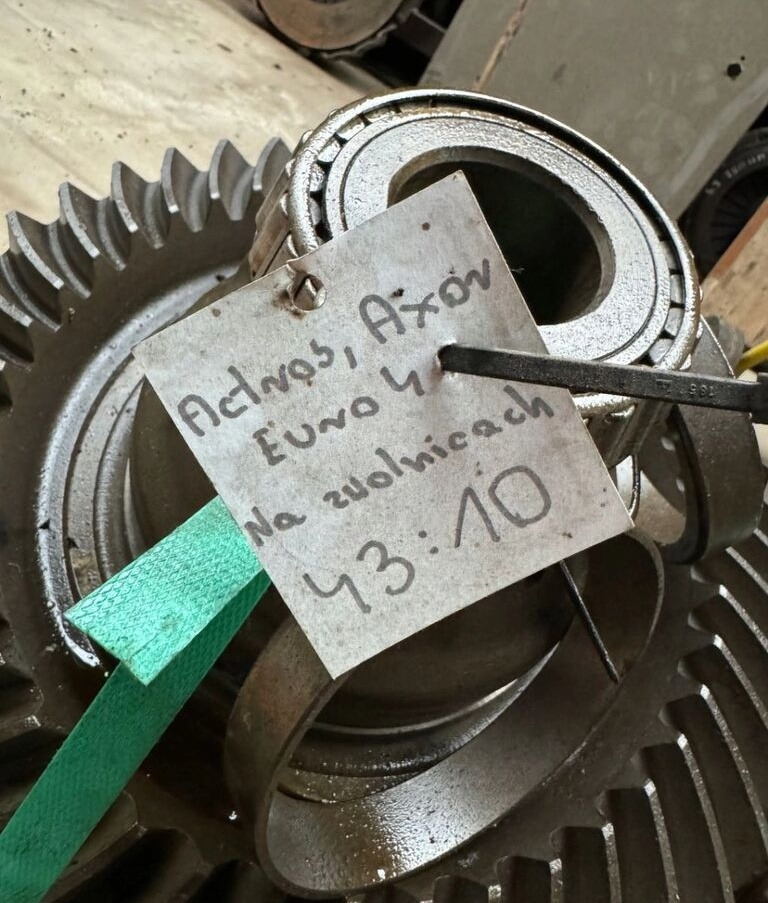 Actros, Axor
Euro 4
Na zwolnicach
43:10